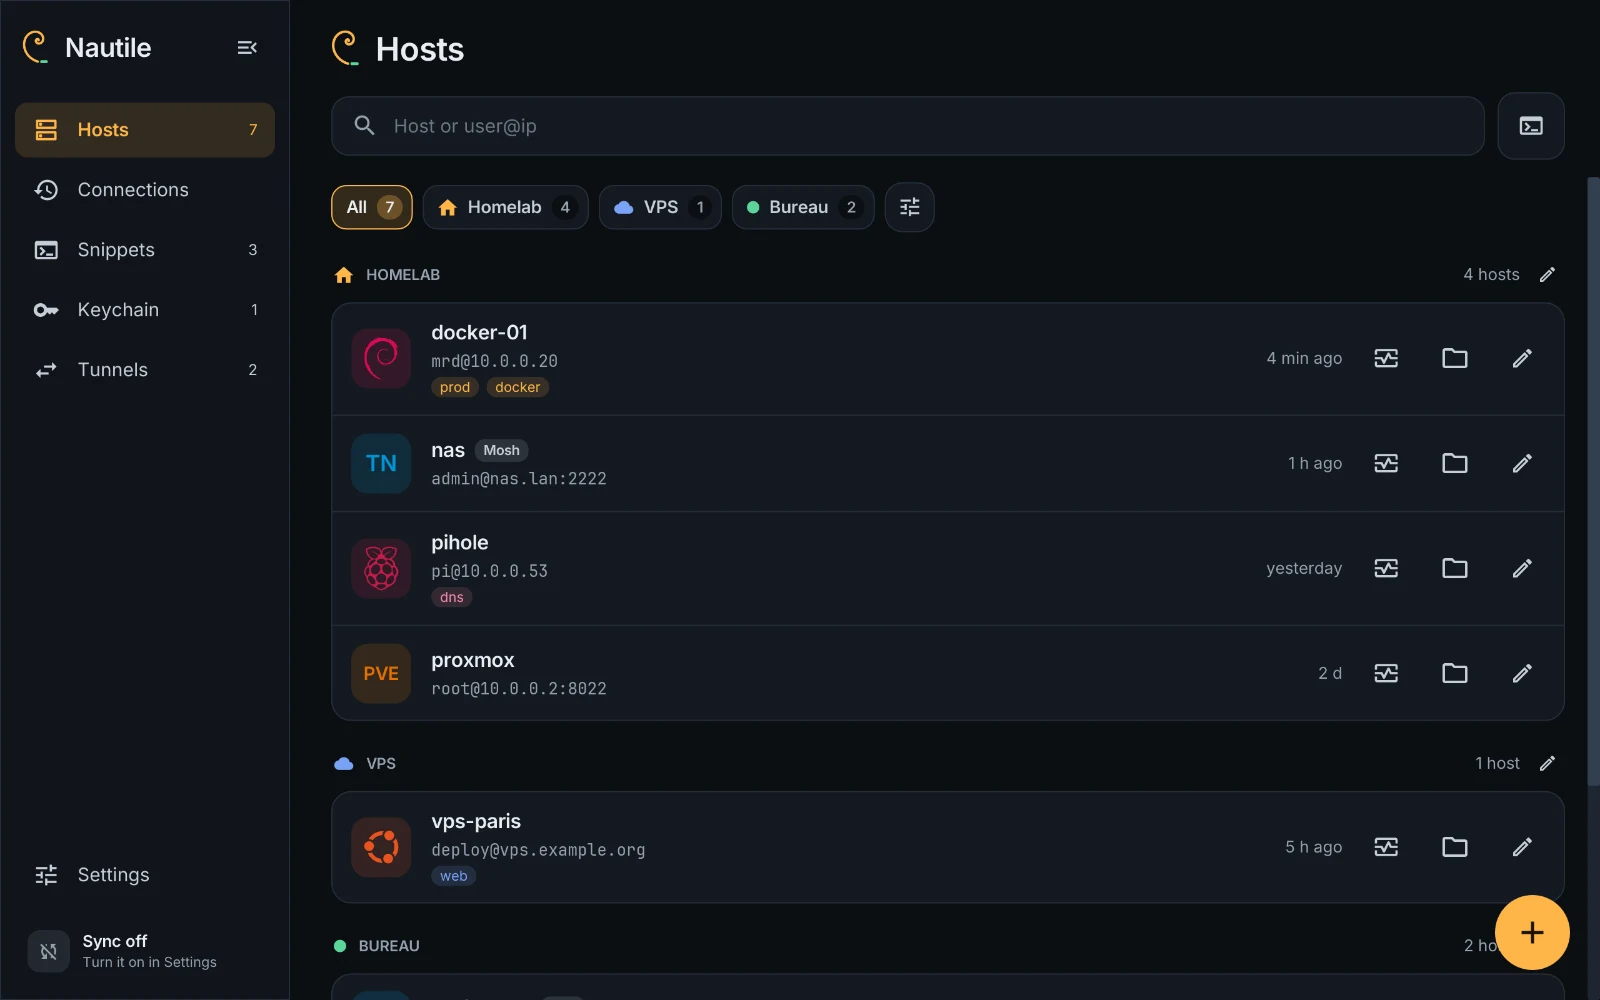 Nautile
Hosts 7
Connections
Snippets 3
Keychain 1
Tunnels 2
Settings
Sync off
Turn it on in Settings
Hosts
Host or user@ip
All 7
Homelab 4
VPS 1
Bureau 2
HOMELAB
4 hosts
docker-01
mrd@10.0.0.20
prod docker
4 min ago
TN
nas Mosh
admin@nas.lan:2222
1 h ago
pihole
pi@10.0.0.53
dns
yesterday
PVE
proxmox
root@10.0.0.2:8022
2 d
VPS
1 host
vps-paris
deploy@vps.example.org
web
5 h ago
BUREAU
2